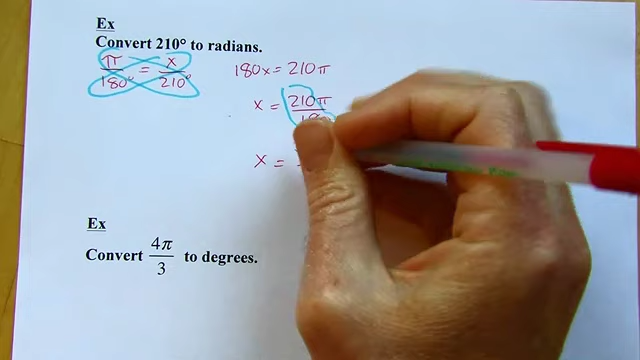 Ex
Convert 210° to radians.
π/180° = x/210°
180x = 210π
x = 210π/180
x =
Ex
Convert 4π/3 to degrees.